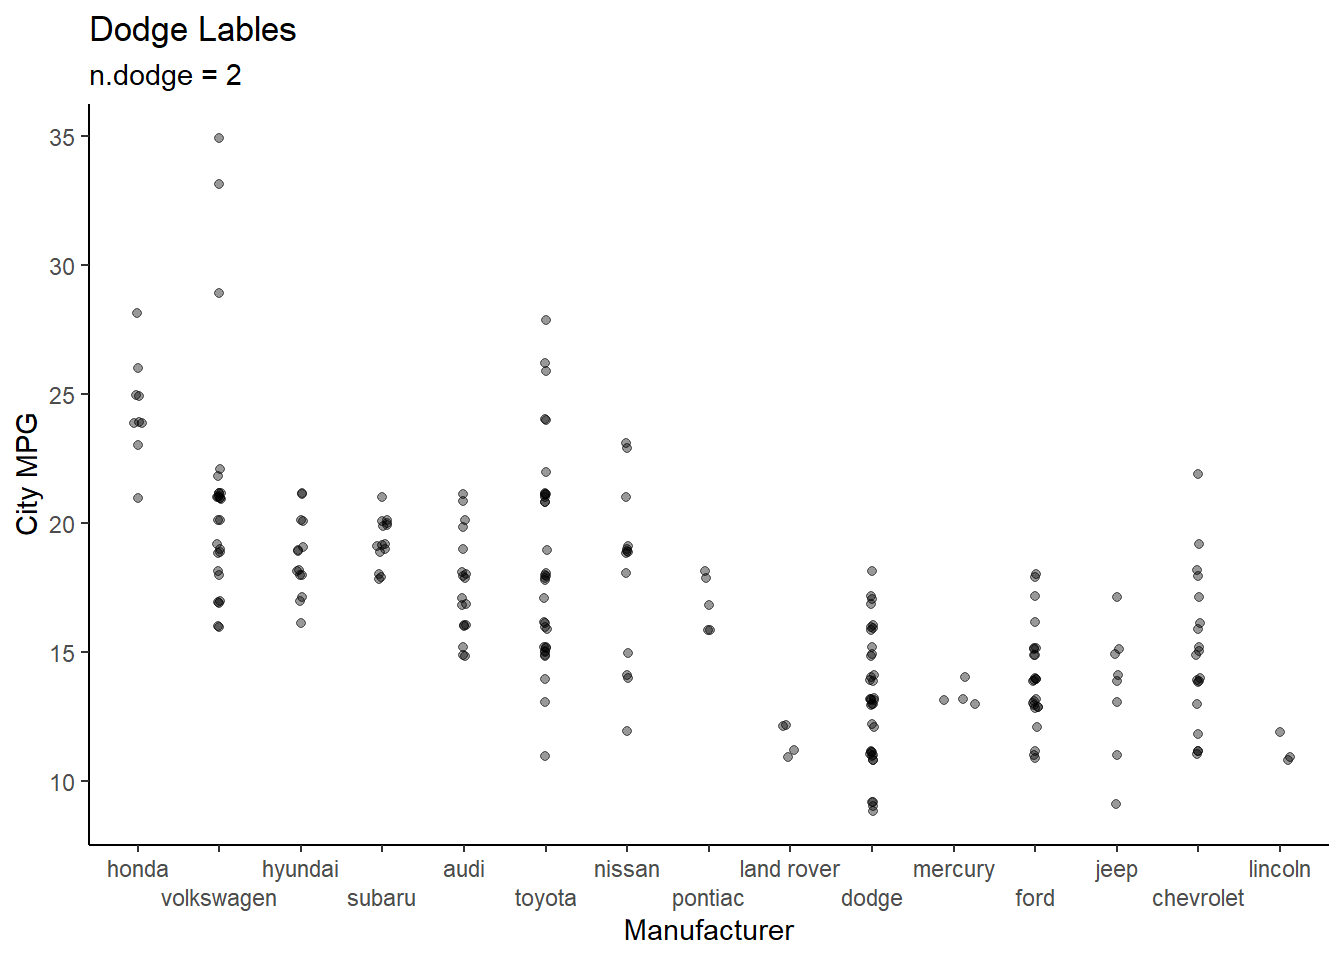 Dodge Lables
n.dodge = 2
35
30
25
20
15
10
City MPG
honda hyundai audi nissan land rover mercury jeep lincoln
volkswagen subaru toyota pontiac dodge ford chevrolet
Manufacturer